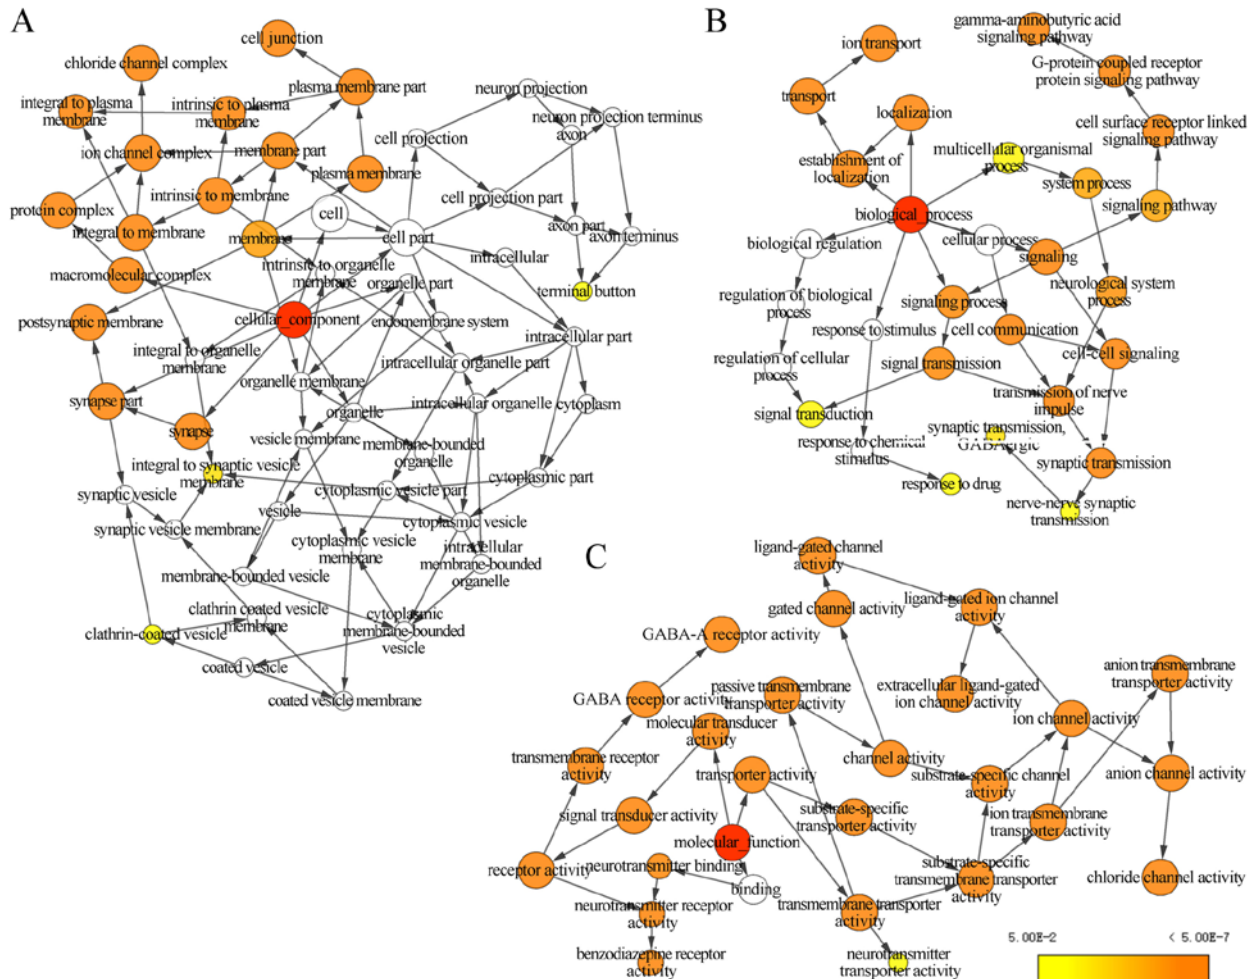 A
cell junction
chloride channel complex
plasma membrane part
integral to plasma
membrane
intrinsic to plasma
membrane
neuron projection
neuron projection terminus
axon
cell projection
ion channel complex
membrane part
plasma membrane
intrinsic to membrane
cell projection part
protein complex
cell
integral to membrane
membrane
cell part
axon part
axon terminus
intracellular
intrinsic to organelle
membrane
macromolecular complex
organelle part
terminal button
postsynaptic membrane
cellular_component
endomembrane system
intracellular part
integral to organelle
membrane
intracellular organelle part
organelle membrane
synapse part
intracellular organelle
cytoplasm
organelle
synapse
vesicle membrane
membrane-bounded
organelle
integral to synaptic vesicle
membrane
cytoplasmic part
synaptic vesicle
cytoplasmic vesicle part
vesicle
synaptic vesicle membrane
cytoplasmic vesicle
cytoplasmic vesicle
membrane
intracellular
membrane-bounded
organelle
membrane-bounded vesicle
clathrin coated vesicle
membrane
cytoplasmic
membrane-bounded
vesicle
clathrin-coated vesicle
coated vesicle
coated vesicle membrane
B
gamma-aminobutyric acid
signaling pathway
ion transport
G-protein coupled receptor
protein signaling pathway
transport
localization
cell surface receptor linked
signaling pathway
multicellular organismal
process
establishment of
localization
system process
signaling pathway
biological_process
biological regulation
cellular process
signaling
neurological system
process
regulation of biological
process
signaling process
response to stimulus
cell communication
cell-cell signaling
regulation of cellular
process
signal transmission
transmission of nerve
impulse
signal transduction
synaptic transmission,
GABAergic
response to chemical
stimulus
synaptic transmission
response to drug
nerve-nerve synaptic
transmission
C
ligand-gated channel
activity
gated channel activity
ligand-gated ion channel
activity
GABA-A receptor activity
anion transmembrane
transporter activity
GABA receptor activity
passive transmembrane
transporter activity
extracellular ligand-gated
ion channel activity
molecular transducer
activity
ion channel activity
transmembrane receptor
activity
transporter activity
channel activity
substrate-specific channel
activity
anion channel activity
signal transducer activity
substrate-specific
transporter activity
ion transmembrane
transporter activity
molecular_function
receptor activity
neurotransmitter binding
binding
substrate-specific
transmembrane transporter
activity
chloride channel activity
neurotransmitter receptor
activity
transmembrane transporter
activity
benzodiazepine receptor
activity
neurotransmitter
transporter activity
5.00E-2
< 5.00E-7